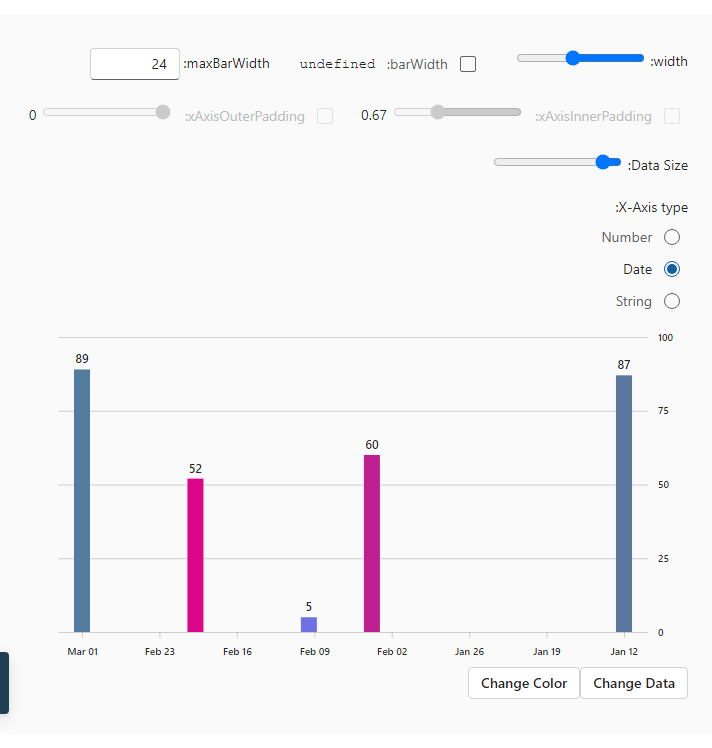 width:
barWidth: undefined
maxBarWidth: 24
xAxisInnerPadding: 0.67
xAxisOuterPadding: 0
Data Size:
X-Axis type:
Number
Date
String
100
75
50
25
0
89
52
5
60
87
Mar 01 Feb 23 Feb 16 Feb 09 Feb 02 Jan 26 Jan 19 Jan 12
Change Color Change Data